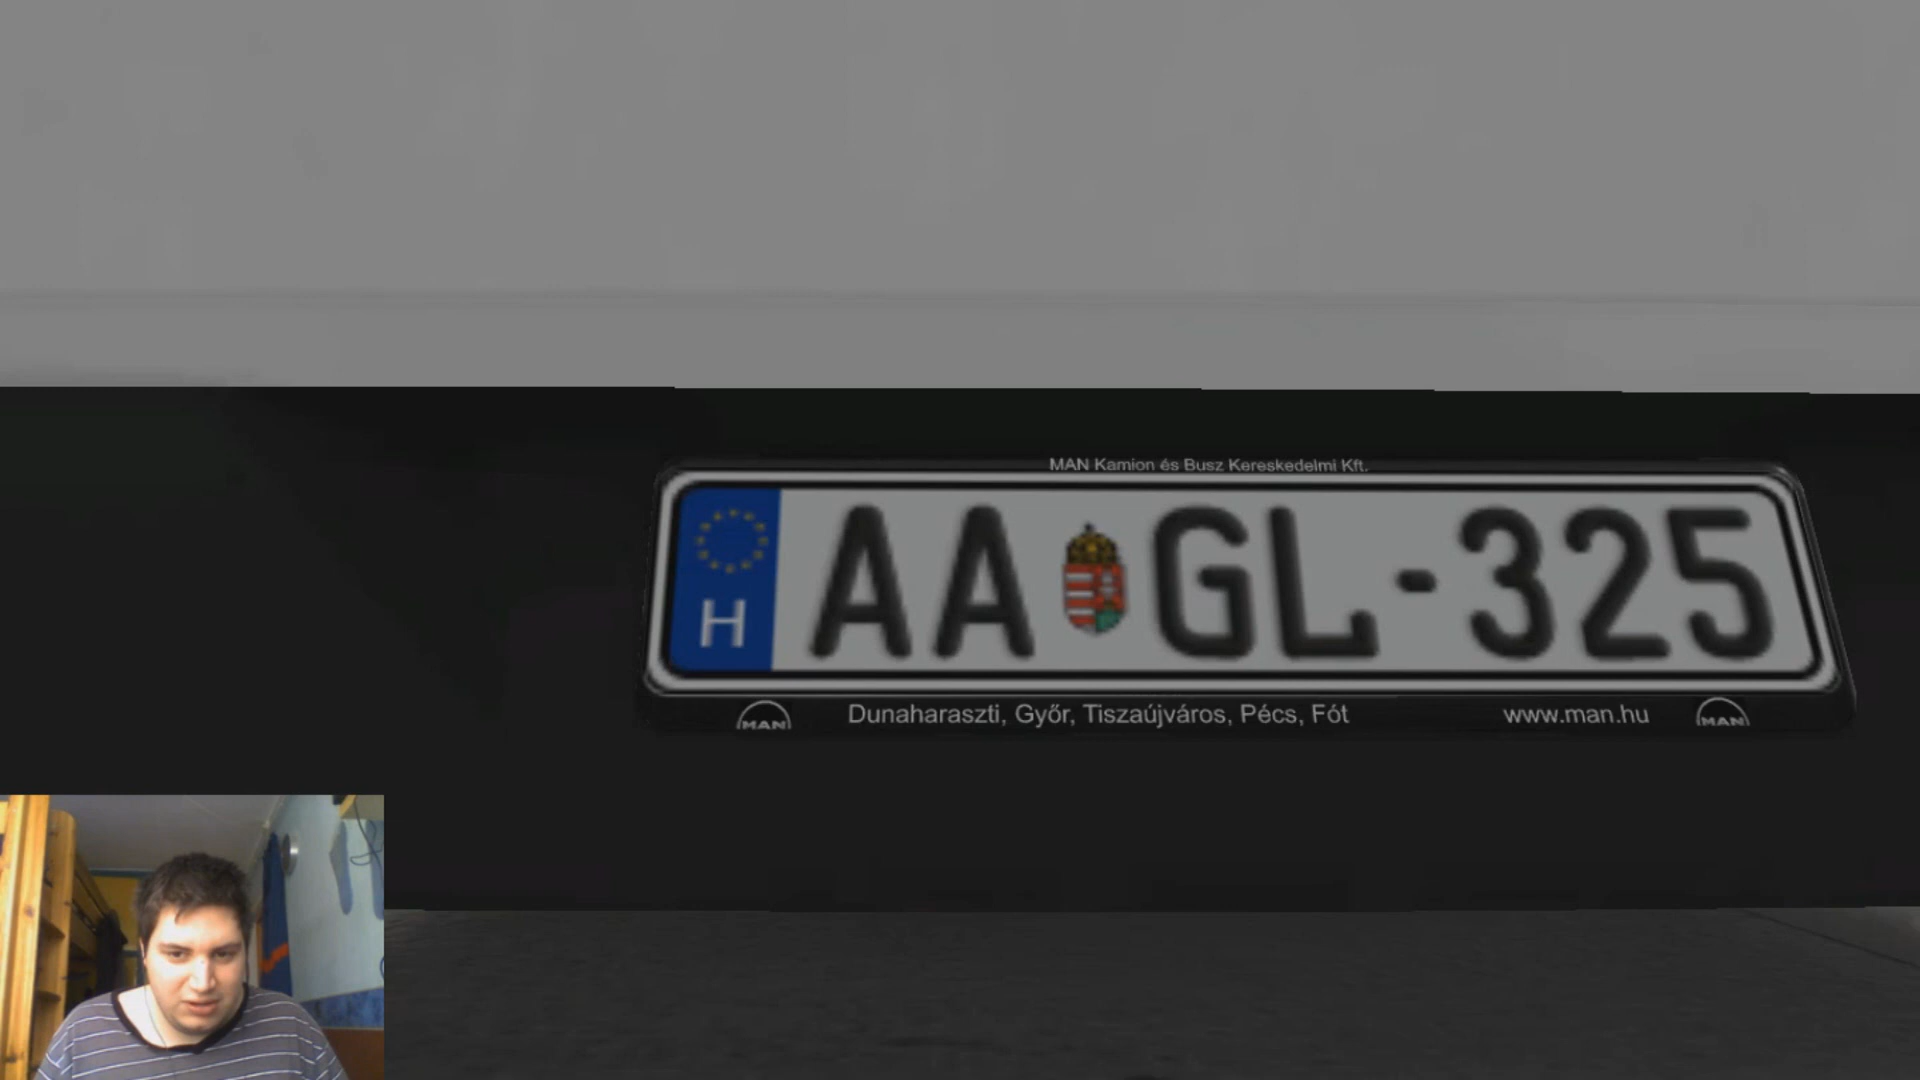 MAN Kamion és Busz Kereskedelmi Kft.
H
AA GL-325
MAN Dunaharaszti, Győr, Tiszaújváros, Pécs, Fót www.man.hu MAN